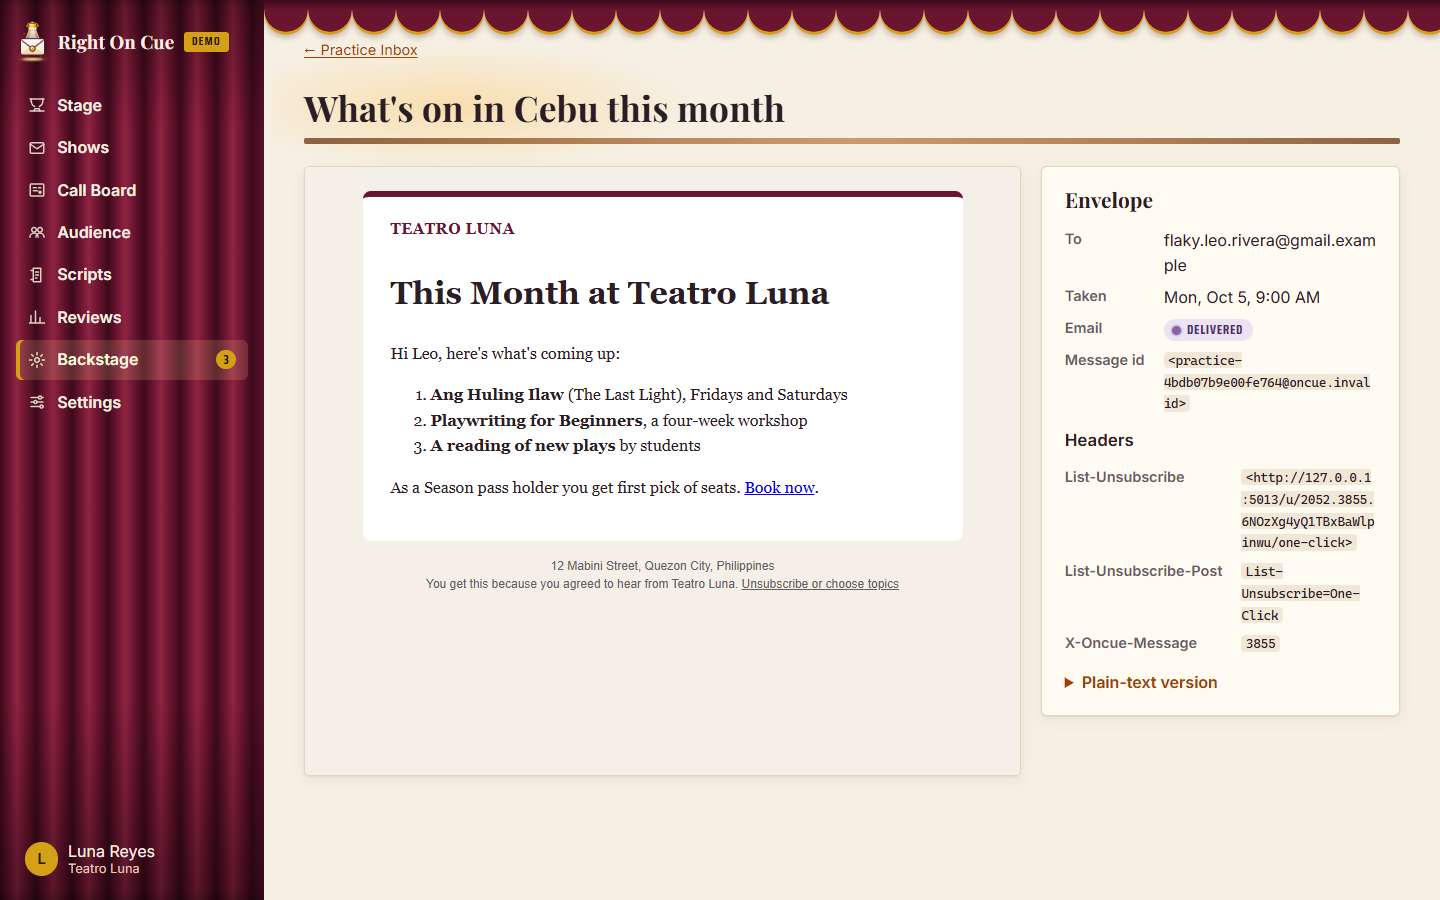 Right On Cue DEMO
Stage
Shows
Call Board
Audience
Scripts
Reviews
Backstage 3
Settings
L Luna Reyes
Teatro Luna
← Practice Inbox
What's on in Cebu this month
TEATRO LUNA
This Month at Teatro Luna
Hi Leo, here's what's coming up:
1. Ang Huling Ilaw (The Last Light), Fridays and Saturdays
2. Playwriting for Beginners, a four-week workshop
3. A reading of new plays by students
As a Season pass holder you get first pick of seats. Book now.
12 Mabini Street, Quezon City, Philippines
You get this because you agreed to hear from Teatro Luna. Unsubscribe or choose topics
Envelope
To flaky.leo.rivera@gmail.exam
ple
Taken Mon, Oct 5, 9:00 AM
Email DELIVERED
Message id <practice-
4bdb07b9e00fe764@oncue.inval
id>
Headers
List-Unsubscribe <http://127.0.0.1
:5013/u/2052.3855.
6NOzXg4yQ1TBxBaWlp
inwu/one-click>
List-Unsubscribe-Post List-
Unsubscribe=One-
Click
X-Oncue-Message 3855
▶ Plain-text version